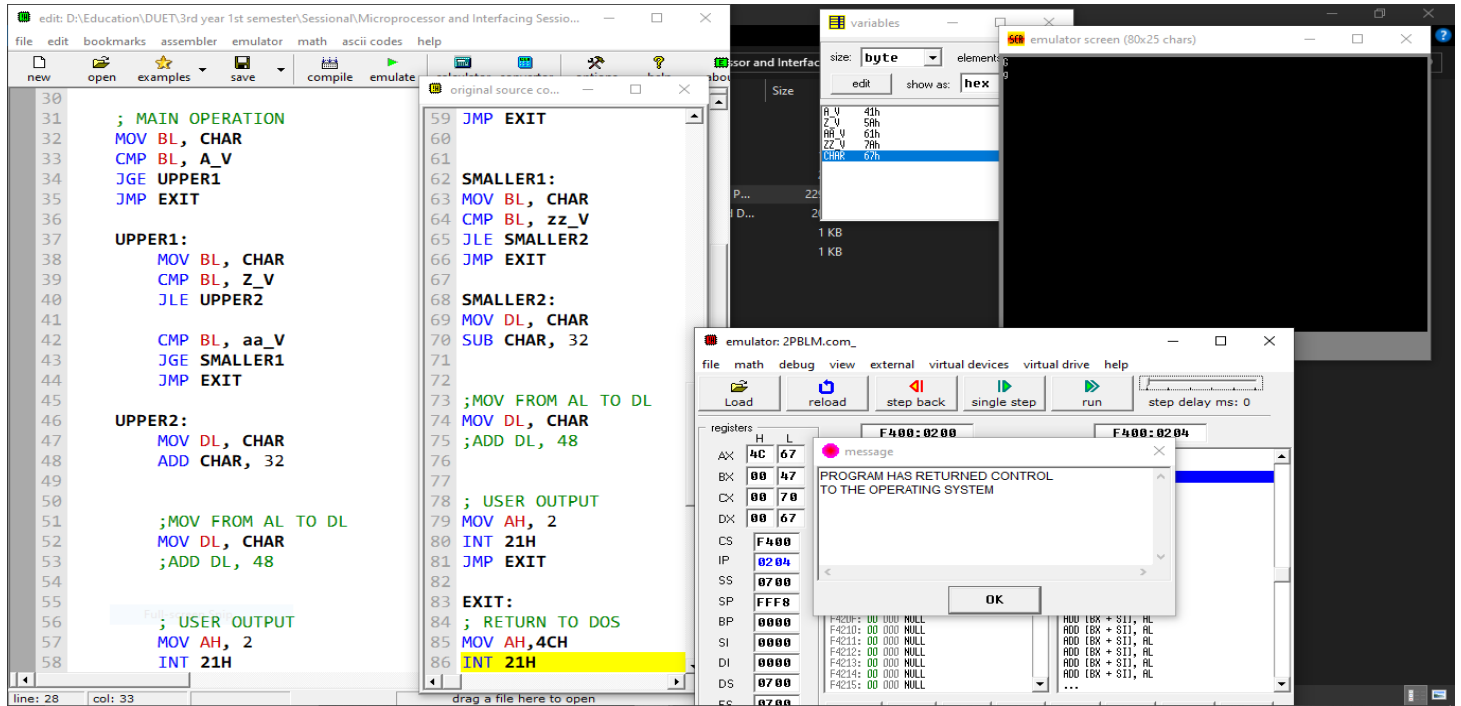 edit: D:\Education\DUET\3rd year 1st semester\Sessional\Microprocessor and Interfacing Sessio...
file edit bookmarks assembler emulator math ascii codes help
new open examples save compile emulate
30
31 ; MAIN OPERATION
32 MOV BL, CHAR
33 CMP BL, A_V
34 JGE UPPER1
35 JMP EXIT
36
37 UPPER1:
38 MOV BL, CHAR
39 CMP BL, Z_V
40 JLE UPPER2
41
42 CMP BL, aa_V
43 JGE SMALLER1
44 JMP EXIT
45
46 UPPER2:
47 MOV DL, CHAR
48 ADD CHAR, 32
49
50
51 ;MOV FROM AL TO DL
52 MOV DL, CHAR
53 ;ADD DL, 48
54
55
56 ; USER OUTPUT
57 MOV AH, 2
58 INT 21H
line: 28 col: 33
drag a file here to open
original source co...
59 JMP EXIT
60
61
62 SMALLER1:
63 MOV BL, CHAR
64 CMP BL, zz_V
65 JLE SMALLER2
66 JMP EXIT
67
68 SMALLER2:
69 MOV DL, CHAR
70 SUB CHAR, 32
71
72
73 ;MOV FROM AL TO DL
74 MOV DL, CHAR
75 ;ADD DL, 48
76
77
78 ; USER OUTPUT
79 MOV AH, 2
80 INT 21H
81 JMP EXIT
82
83 EXIT:
84 ; RETURN TO DOS
85 MOV AH,4CH
86 INT 21H
sor and Interfac
Size
P... 22
D... 2
1 KB
1 KB
variables
size: byte element
edit show as: hex
A_V 41h
Z_V 5Ah
AA_V 61h
ZZ_V 7Ah
CHAR 67h
emulator screen (80x25 chars)
G
g
emulator: 2PBLM.com_
file math debug view external virtual devices virtual drive help
Load reload step back single step run step delay ms: 0
registers F400:0200 F400:0204
H L
AX 4C 67
BX 00 47
CX 00 70
DX 00 67
CS F400
IP 0204
SS 0700
SP FFF8
BP 0000
SI 0000
DI 0000
DS 0700
ES 0700
message
PROGRAM HAS RETURNED CONTROL
TO THE OPERATING SYSTEM
OK
F420F: 00 000 NULL ADD [BX + SI], AL
F4210: 00 000 NULL ADD [BX + SI], AL
F4211: 00 000 NULL ADD [BX + SI], AL
F4212: 00 000 NULL ADD [BX + SI], AL
F4213: 00 000 NULL ADD [BX + SI], AL
F4214: 00 000 NULL ADD [BX + SI], AL
F4215: 00 000 NULL ...